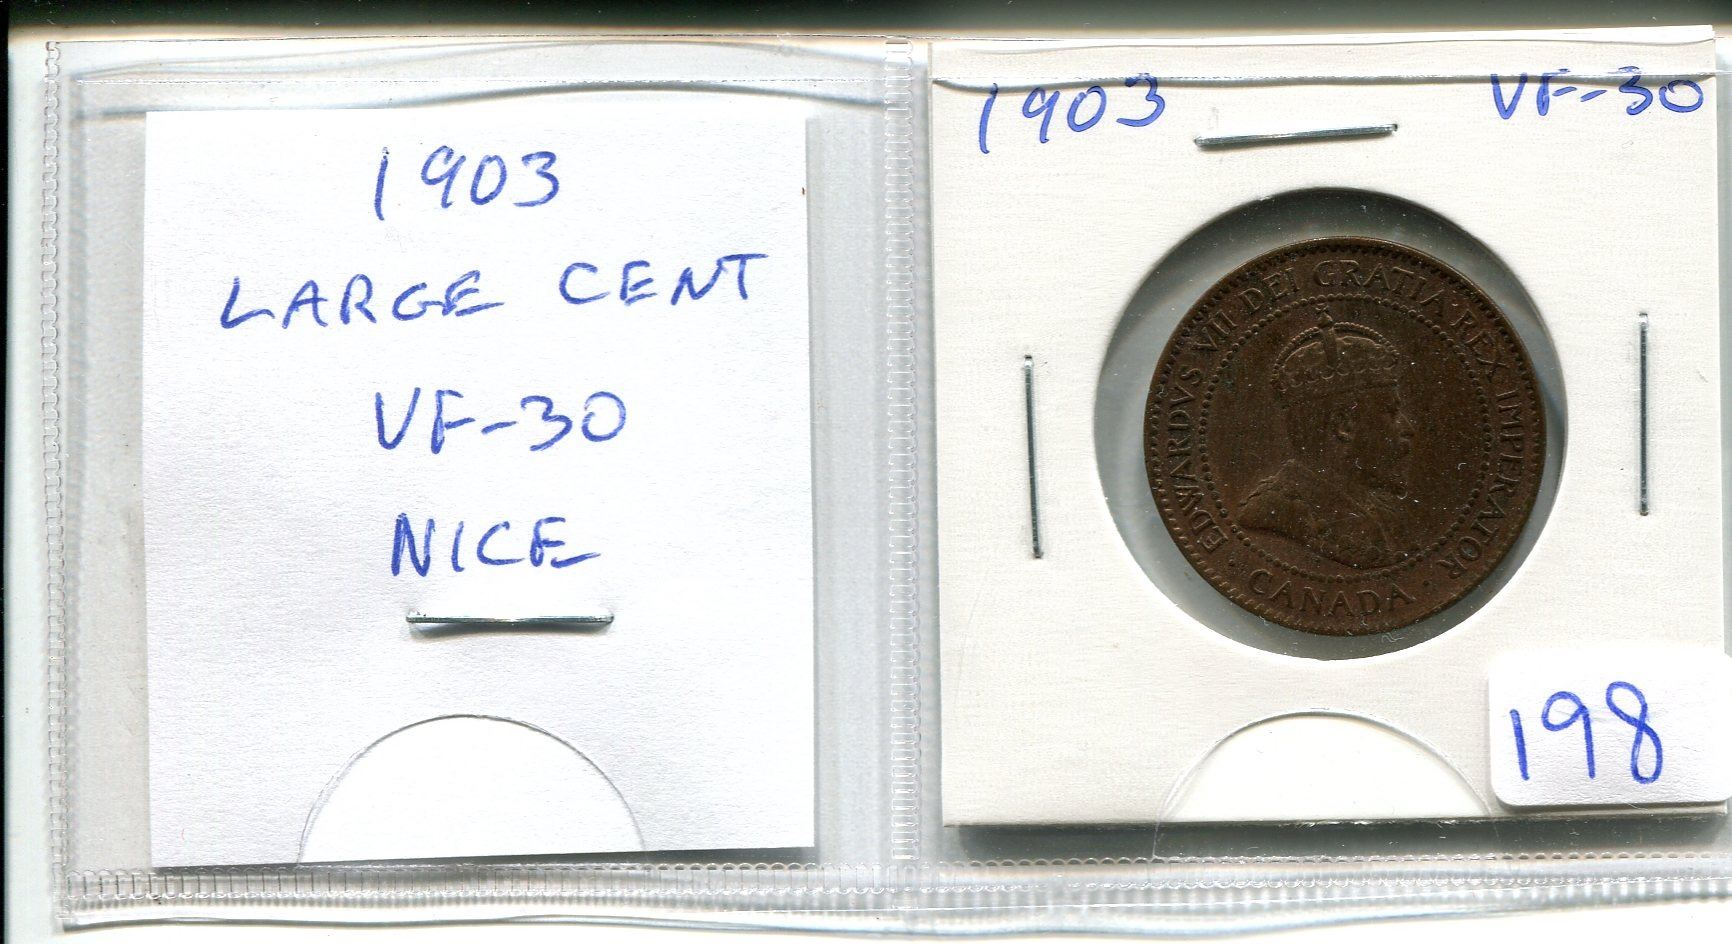 1903
LARGE CENT
VF-30
NICE
1903 VF-30
EDWARDVS VII DEI GRATIA REX IMPERATOR
CANADA
198